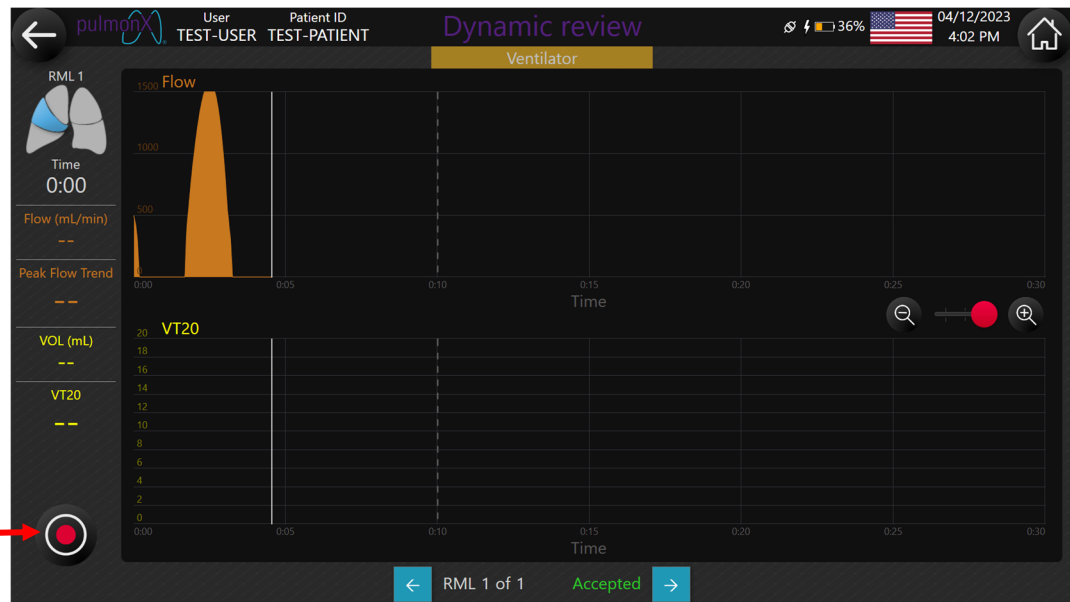 pulmonX
User
TEST-USER
Patient ID
TEST-PATIENT
Dynamic review
36%
04/12/2023
4:02 PM
Ventilator
RML 1
Time
0:00
Flow (mL/min)
--
Peak Flow Trend
--
VOL (mL)
--
VT20
--
Flow
1500
1000
500
0
0:00 0:05 0:10 0:15 0:20 0:25 0:30
Time
VT20
20
18
16
14
12
10
8
6
4
2
0
0:00 0:05 0:10 0:15 0:20 0:25 0:30
Time
RML 1 of 1 Accepted